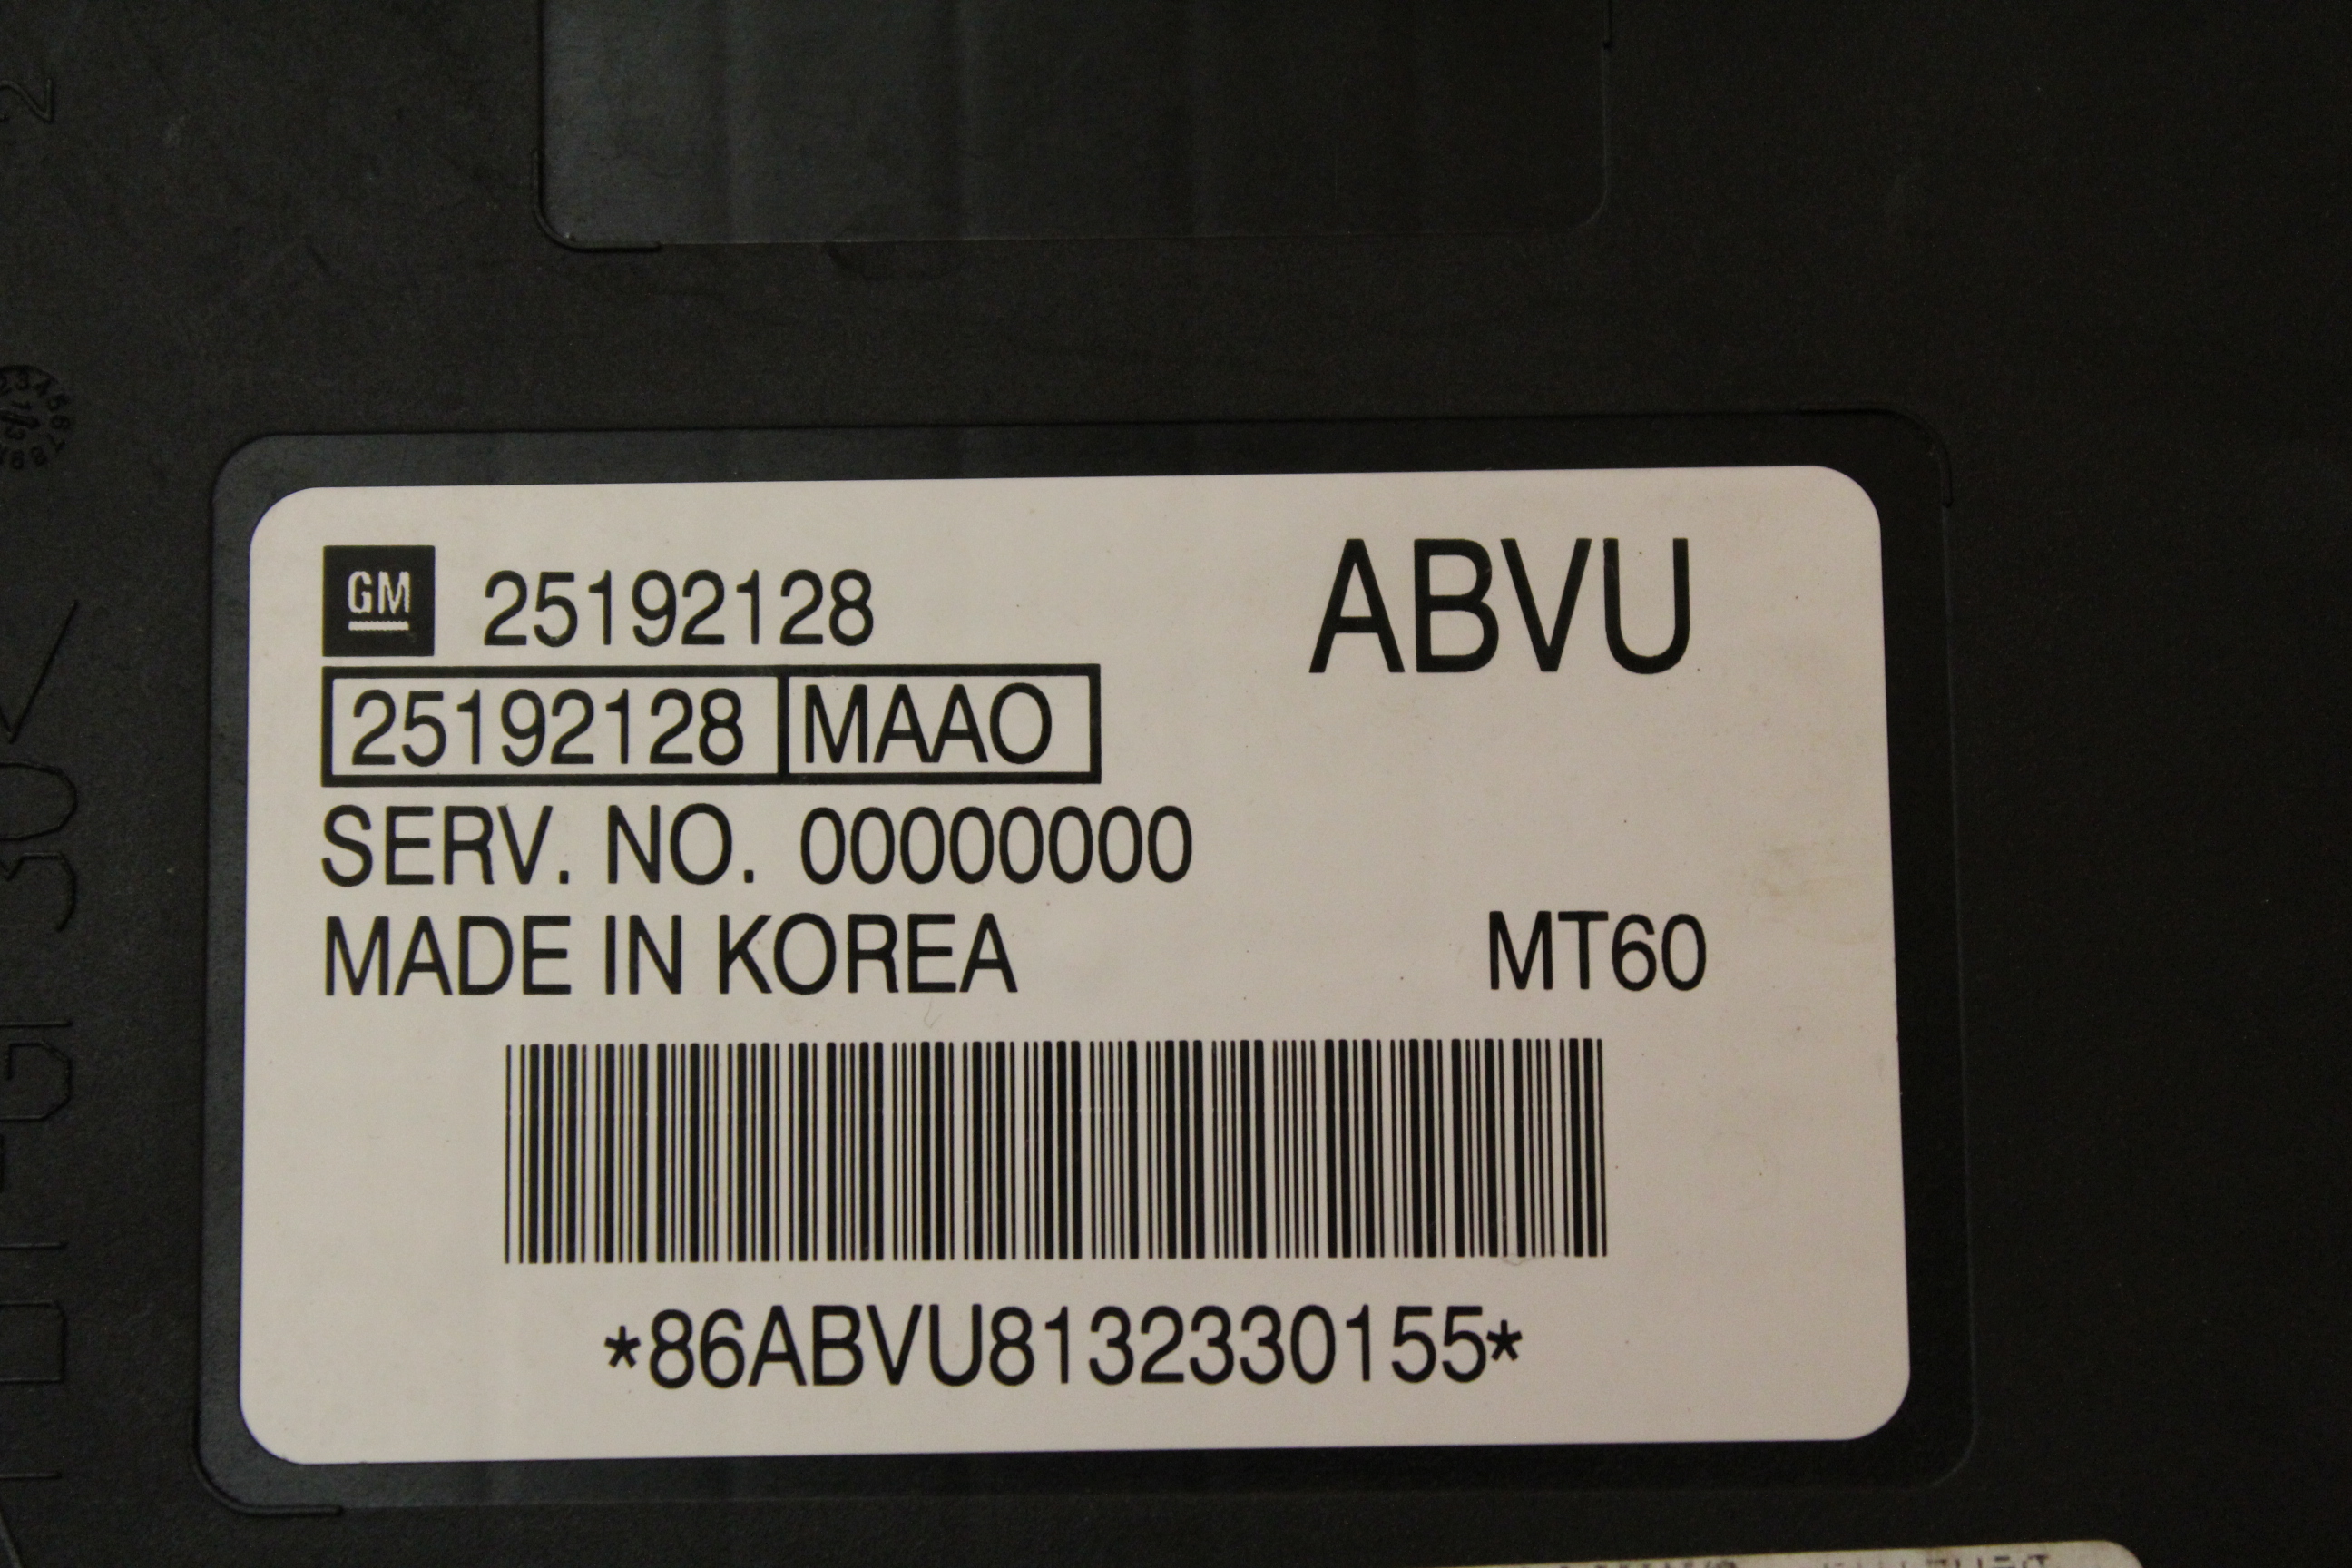 GM 25192128 ABVU
25192128 MAAO
SERV. NO. 00000000
MADE IN KOREA MT60
*86ABVU8132330155*